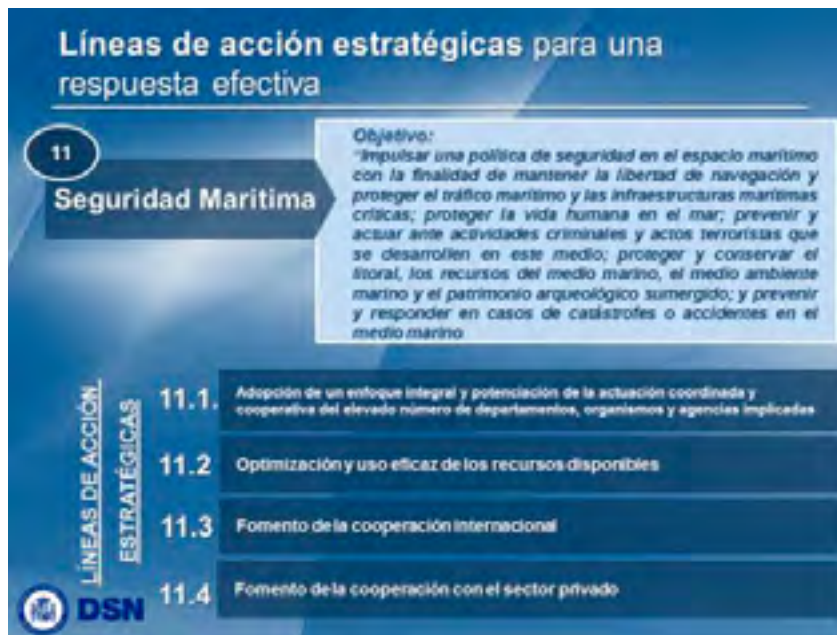 Líneas de acción estratégicas para una
respuesta efectiva
11
Seguridad Marítima
Objetivo:
"Impulsar una política de seguridad en el espacio marítimo
con la finalidad de mantener la libertad de navegación y
proteger el tráfico marítimo y las infraestructuras marítimas
críticas; proteger la vida humana en el mar; prevenir y
actuar ante actividades criminales y actos terroristas que
se desarrollen en este medio; proteger y conservar el
litoral, los recursos del medio marino, el medio ambiente
marino y el patrimonio arqueológico sumergido; y prevenir
y responder en casos de catástrofes o accidentes en el
medio marino
LÍNEAS DE ACCIÓN
ESTRATÉGICAS
11.1.
Adopción de un enfoque integral y potenciación de la actuación coordinada y
cooperativa del elevado número de departamentos, organismos y agencias implicadas
11.2
Optimización y uso eficaz de los recursos disponibles
11.3
Fomento de la cooperación internacional
11.4
Fomento de la cooperación con el sector privado
DSN